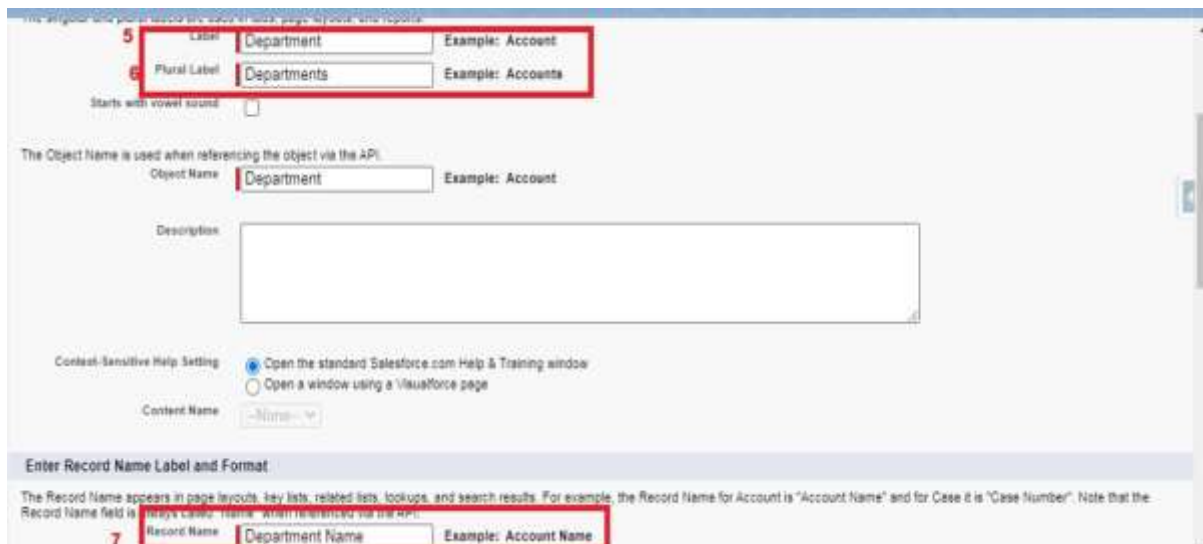 The singular and plural labels are used in tabs, page layouts, and reports.
5 Label Department Example: Account
6 Plural Label Departments Example: Accounts
Starts with vowel sound
The Object Name is used when referencing the object via the API.
Object Name Department Example: Account
Description
Context-Sensitive Help Setting Open the standard Salesforce.com Help & Training window
Open a window using a Visualforce page
Content Name --None--
Enter Record Name Label and Format
The Record Name appears in page layouts, key lists, related lists, lookups, and search results. For example, the Record Name for Account is "Account Name" and for Case it is "Case Number". Note that the
Record Name field is always called "Name" when referenced via the API.
7 Record Name Department Name Example: Account Name